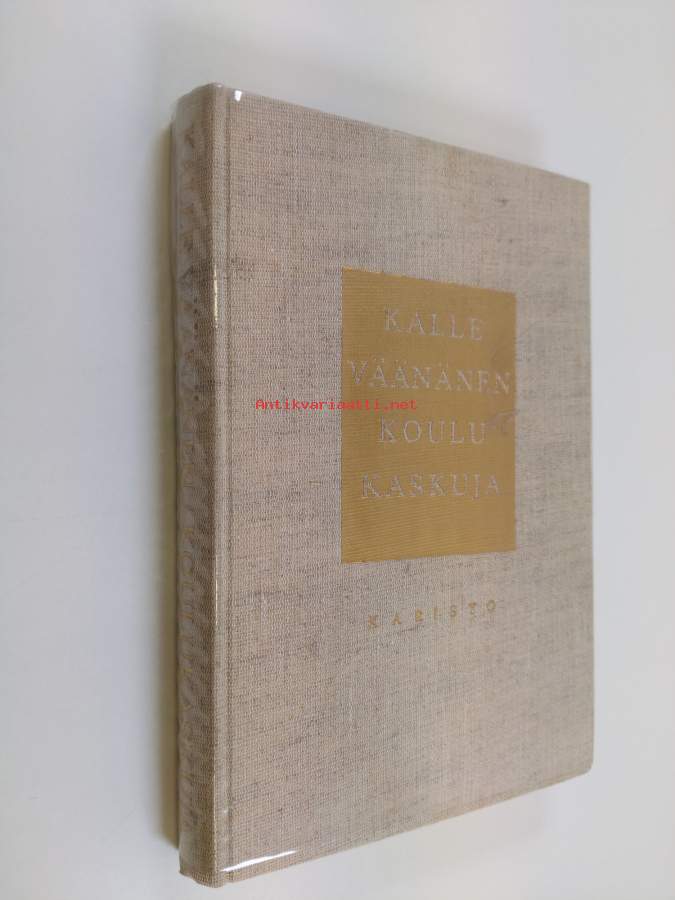 KALLE
VÄÄNÄNEN
KOULU
KASKUJA
KARISTO
Antikvariaatti.net